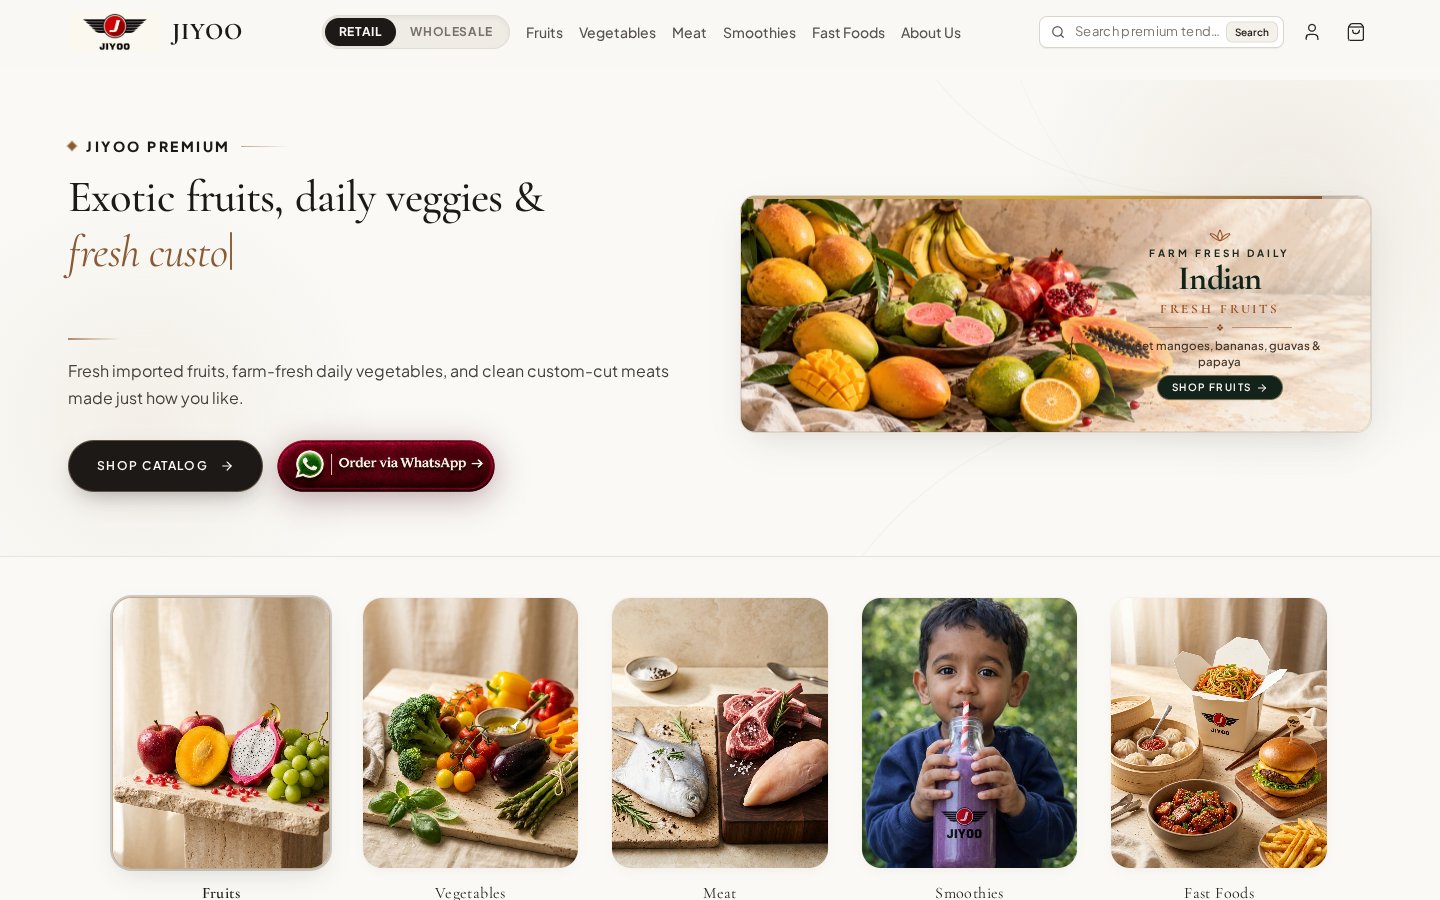 JIYOO
JIYOO
RETAIL
WHOLESALE
Fruits
Vegetables
Meat
Smoothies
Fast Foods
About Us
Search premium tend...
Search
JIYOO PREMIUM
Exotic fruits, daily veggies &
fresh custo
Fresh imported fruits, farm-fresh daily vegetables, and clean custom-cut meats
made just how you like.
SHOP CATALOG →
Order via WhatsApp →
FARM FRESH DAILY
Indian
FRESH FRUITS
mangoes, bananas, guavas &
papaya
SHOP FRUITS →
JIYOO
JIYOO
Fruits
Vegetables
Meat
Smoothies
Fast Foods